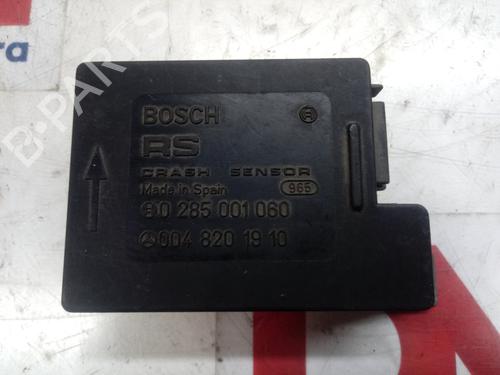 BOSCH
RS
CRASH SENSOR
Made in Spain 965
0 285 001 060
004 820 19 10
B-PARTS